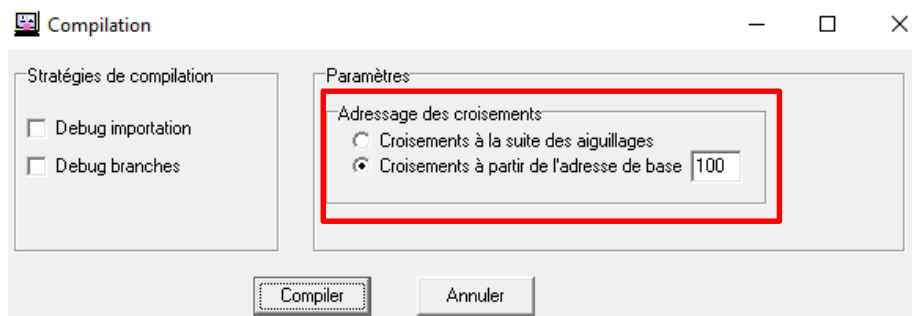 Compilation
Stratégies de compilation
Debug importation
Debug branches
Paramètres
Adressage des croisements
Croisements à la suite des aiguillages
Croisements à partir de l'adresse de base 100
Compiler
Annuler